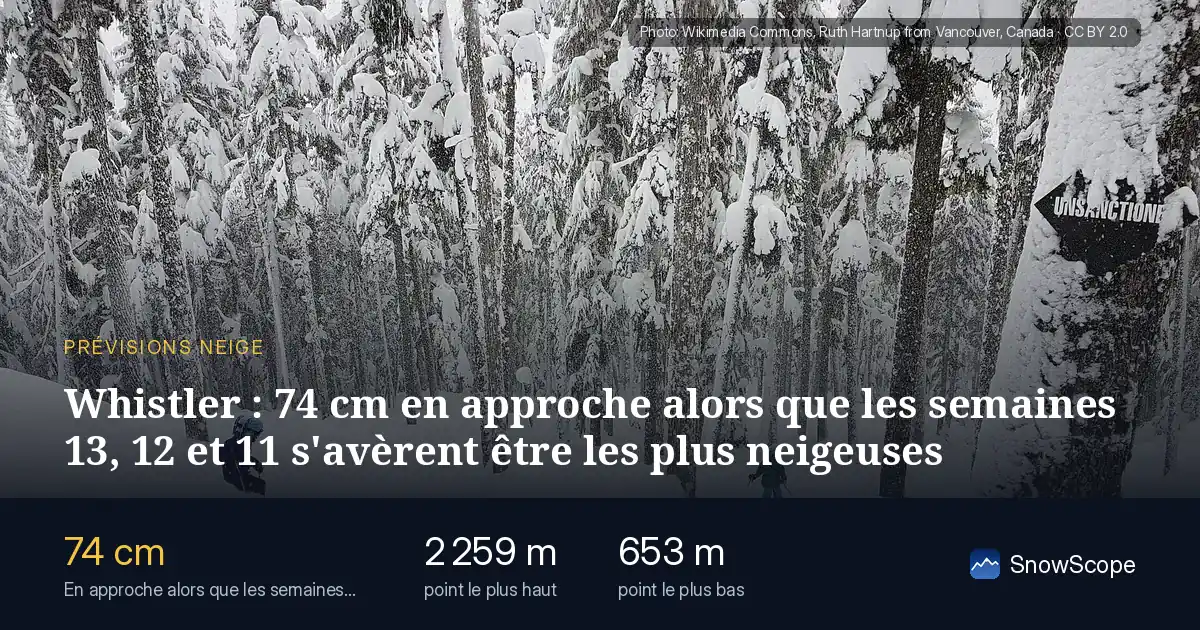 Photo: Wikimedia Commons, Ruth Hartnup from Vancouver, Canada CC BY 2.0
UNSANCTIONE
PRÉVISIONS NEIGE
Whistler : 74 cm en approche alors que les semaines
13, 12 et 11 s'avèrent être les plus neigeuses
74 cm
En approche alors que les semaines...
2 259 m
point le plus haut
653 m
point le plus bas
SnowScope